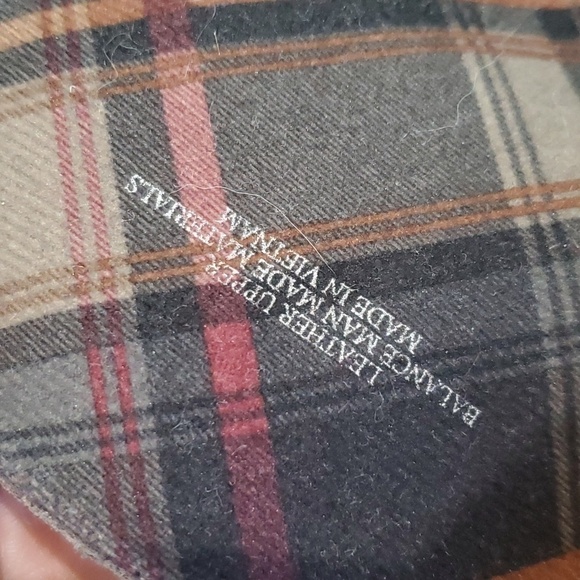 LEATHER UPPER
BALANCE MAN MADE MATERIALS
MADE IN VIETNAM